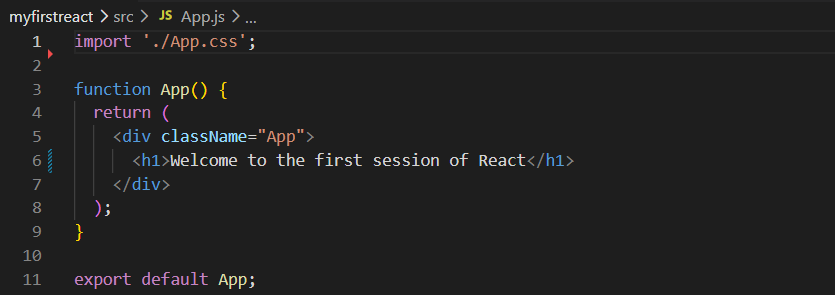 myfirstreact > src > JS App.js > ...
1 import './App.css';
2
3 function App() {
4 return (
5 <div className="App">
6 <h1>Welcome to the first session of React</h1>
7 </div>
8 );
9 }
10
11 export default App;